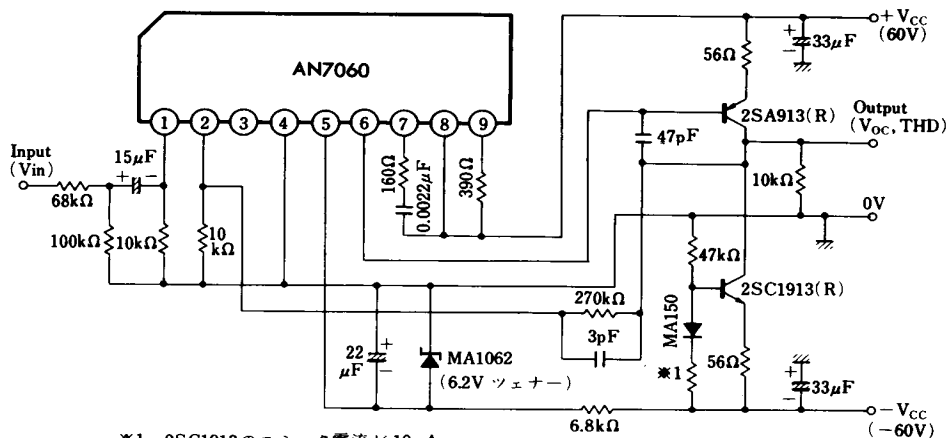 AN7060
1 2 3 4 5 6 7 8 9
Input
(Vin)
15μF
+ −
68kΩ
100kΩ
10kΩ
10
kΩ
160Ω
0.0022μF
390Ω
47pF
56Ω
2SA913(R)
+
−
33μF
+VCC
(60V)
Output
(VOC, THD)
10kΩ
0V
47kΩ
2SC1913(R)
MA150
※1
56Ω
270kΩ
3pF
22
μF
+
−
MA1062
(6.2V ツェナー)
6.8kΩ
+
−
33μF
−VCC
(−60V)